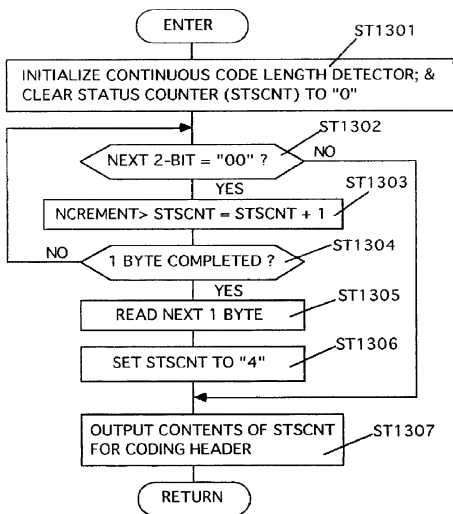 ENTER
ST1301
INITIALIZE CONTINUOUS CODE LENGTH DETECTOR; &
CLEAR STATUS COUNTER (STSCNT) TO "0"
ST1302
NEXT 2-BIT = "00" ?
NO
YES
ST1303
NCREMENT> STSCNT = STSCNT + 1
ST1304
NO
1 BYTE COMPLETED ?
YES
ST1305
READ NEXT 1 BYTE
ST1306
SET STSCNT TO "4"
OUTPUT CONTENTS OF STSCNT
FOR CODING HEADER
ST1307
RETURN